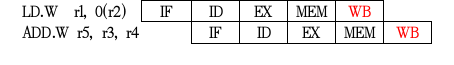 LD.W r1, 0(r2) IF ID EX MEM WB
ADD.W r5, r3, r4 IF ID EX MEM WB